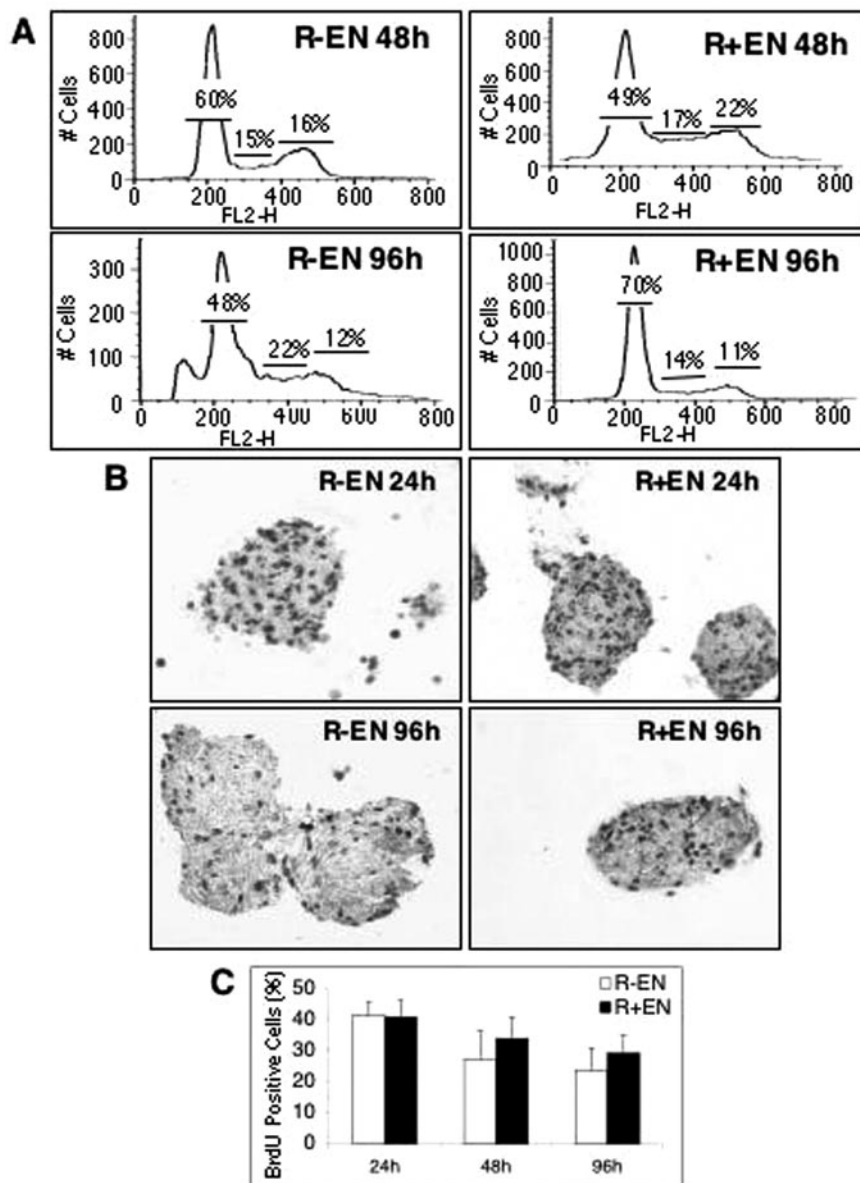 A
R-EN 48h
# Cells
800
600
400
200
0
60%
15%
16%
0 200 400 600 800
FL2-H
R+EN 48h
# Cells
800
600
400
200
0
49%
17%
22%
0 200 400 600 800
FL2-H
R-EN 96h
# Cells
300
200
100
0
48%
22%
12%
0 200 400 600 800
FL2-H
R+EN 96h
# Cells
1000
800
600
400
200
0
70%
14%
11%
0 200 400 600 800
FL2-H
B
R-EN 24h
R+EN 24h
R-EN 96h
R+EN 96h
C
BrdU Positive Cells (%)
50
40
30
20
10
0
R-EN
R+EN
24h 48h 96h